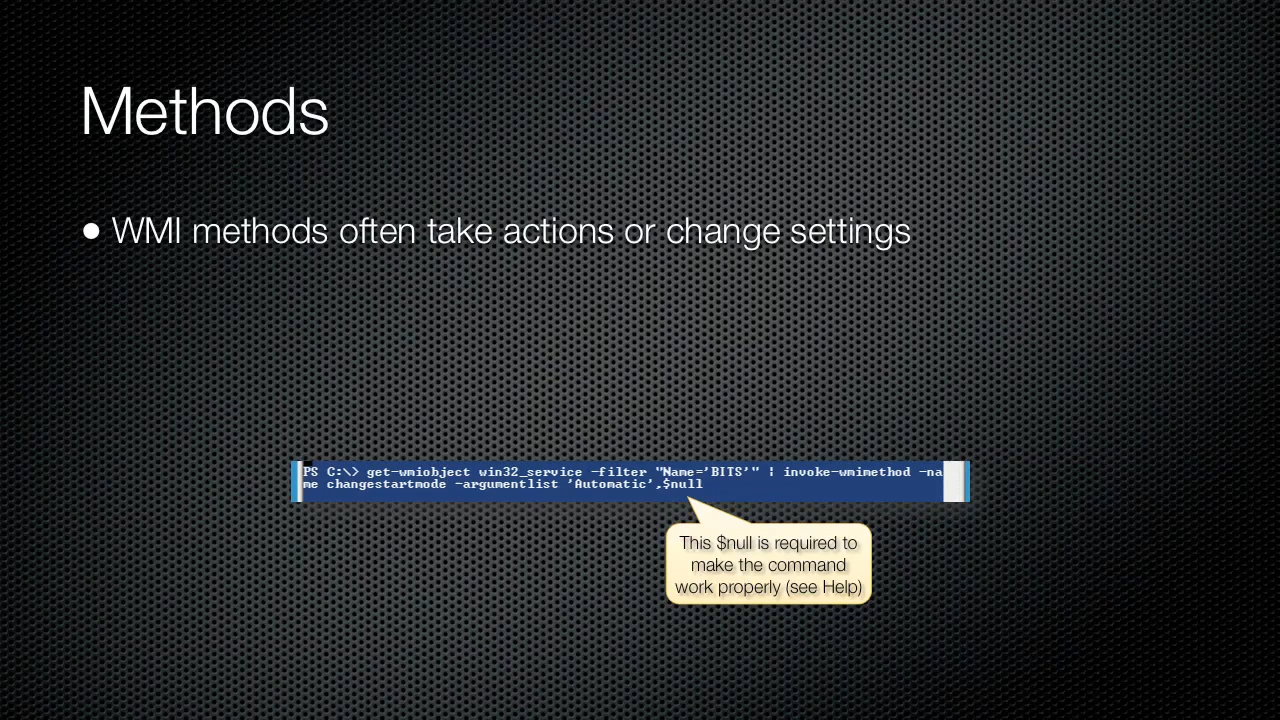 Methods
● WMI methods often take actions or change settings
PS C:\> get-wmiobject win32_service -filter "Name='BITS'" | invoke-wmimethod -na
me changestartmode -argumentlist 'Automatic',$null
This $null is required to
make the command
work properly (see Help)